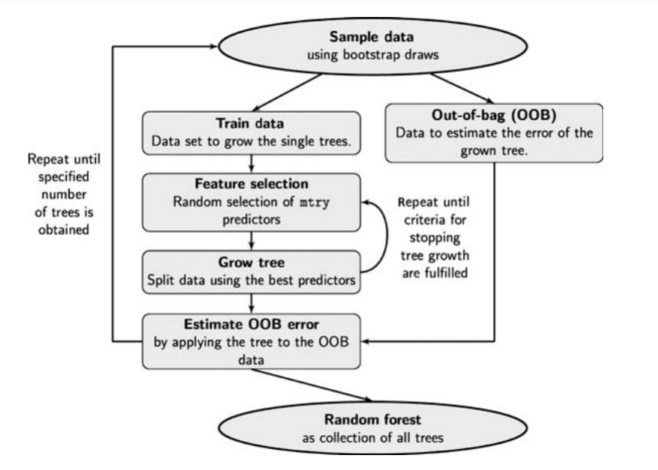 Sample data
using bootstrap draws
Train data
Data set to grow the single trees.
Out-of-bag (OOB)
Data to estimate the error of the
grown tree.
Repeat until
specified
number
of trees is
obtained
Feature selection
Random selection of mtry
predictors
Repeat until
criteria for
stopping
tree growth
are fulfilled
Grow tree
Split data using the best predictors
Estimate OOB error
by applying the tree to the OOB
data
Random forest
as collection of all trees